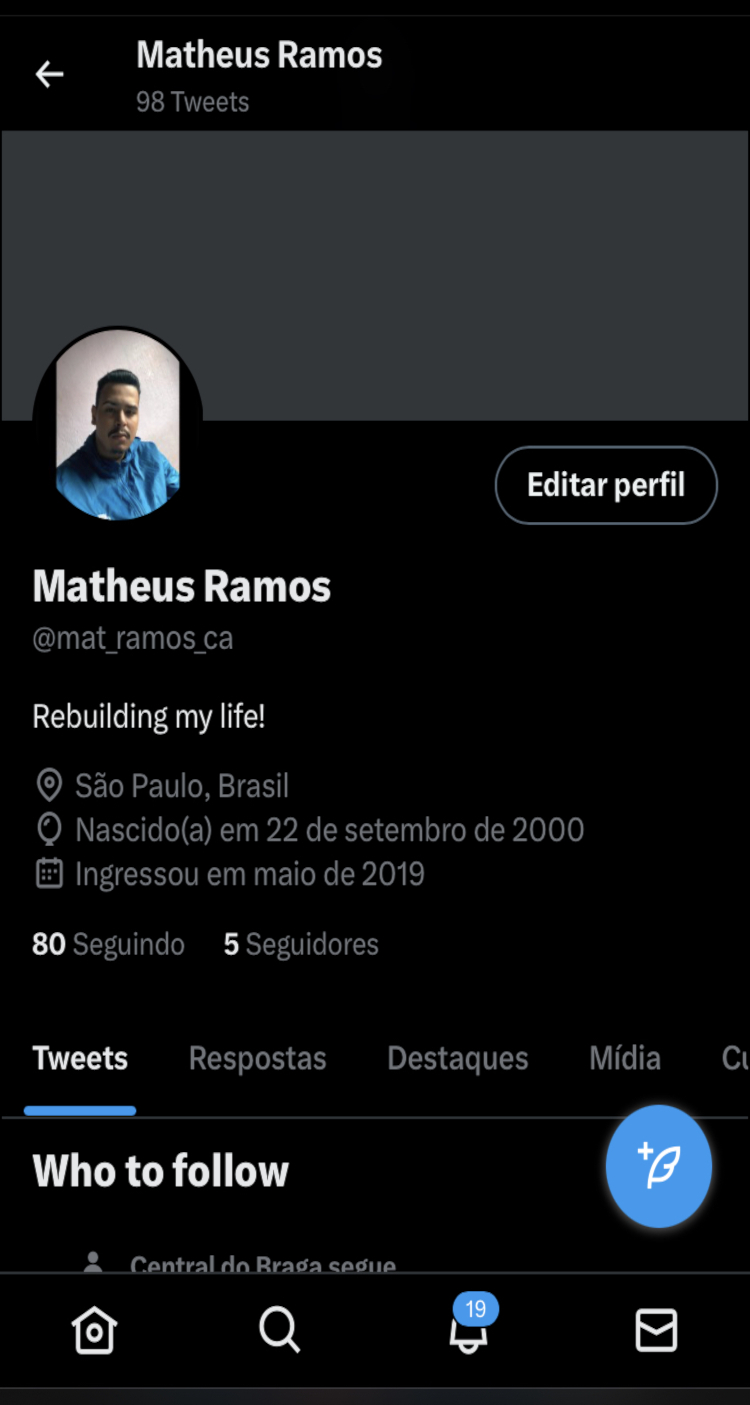 Matheus Ramos
98 Tweets
Editar perfil
Matheus Ramos
@mat_ramos_ca
Rebuilding my life!
São Paulo, Brasil
Nascido(a) em 22 de setembro de 2000
Ingressou em maio de 2019
80 Seguindo 5 Seguidores
Tweets Respostas Destaques Mídia Cu
Who to follow
Central do Braga segue
19